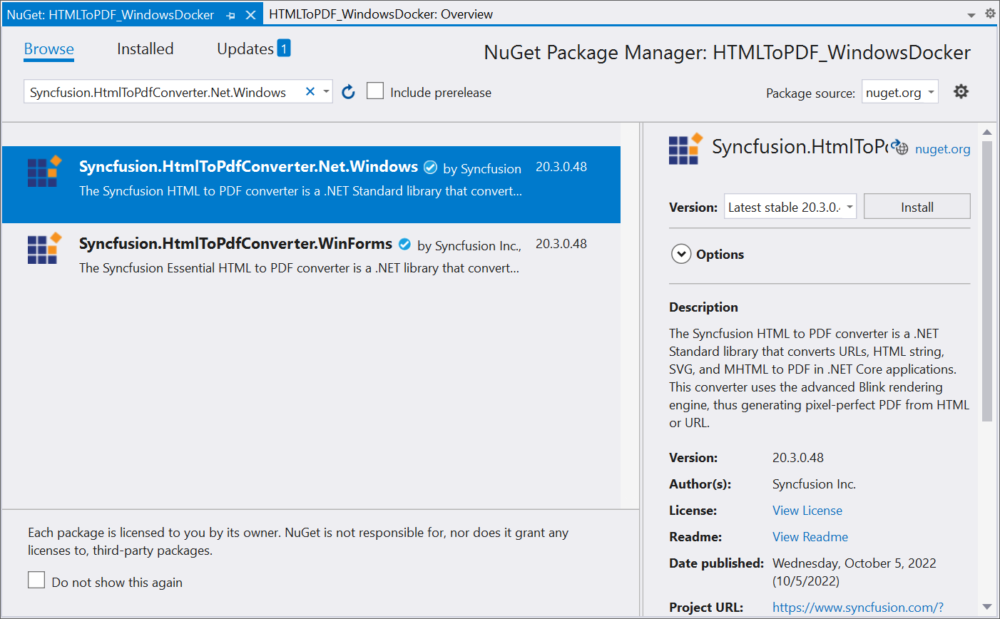 NuGet: HTMLToPDF_WindowsDocker
HTMLToPDF_WindowsDocker: Overview
Browse
Installed
Updates 1
NuGet Package Manager: HTMLToPDF_WindowsDocker
Syncfusion.HtmlToPdfConverter.Net.Windows
Include prerelease
Package source: nuget.org
Syncfusion.HtmlToPdfConverter.Net.Windows by Syncfusion 20.3.0.48
The Syncfusion HTML to PDF converter is a .NET Standard library that convert...
Syncfusion.HtmlToPdfConverter.WinForms by Syncfusion Inc., 20.3.0.48
The Syncfusion Essential HTML to PDF converter is a .NET library that convert...
Each package is licensed to you by its owner. NuGet is not responsible for, nor does it grant any
licenses to, third-party packages.
Do not show this again
Syncfusion.HtmlToP nuget.org
Version: Latest stable 20.3.0. Install
Options
Description
The Syncfusion HTML to PDF converter is a .NET
Standard library that converts URLs, HTML string,
SVG, and MHTML to PDF in .NET Core applications.
This converter uses the advanced Blink rendering
engine, thus generating pixel-perfect PDF from HTML
or URL.
Version: 20.3.0.48
Author(s): Syncfusion Inc.
License: View License
Readme: View Readme
Date published: Wednesday, October 5, 2022
(10/5/2022)
Project URL: https://www.syncfusion.com/?